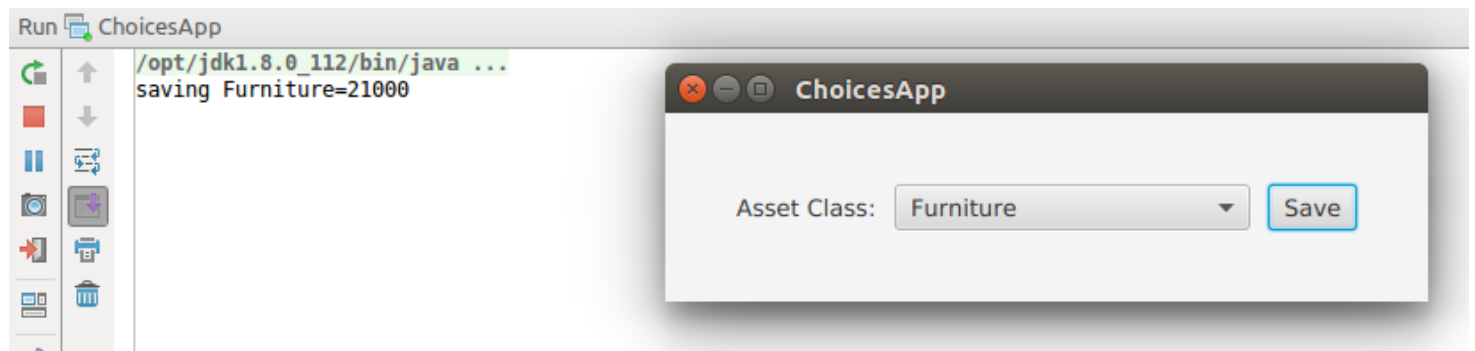 Run ChoicesApp
/opt/jdk1.8.0_112/bin/java ...
saving Furniture=21000
ChoicesApp
Asset Class: Furniture Save